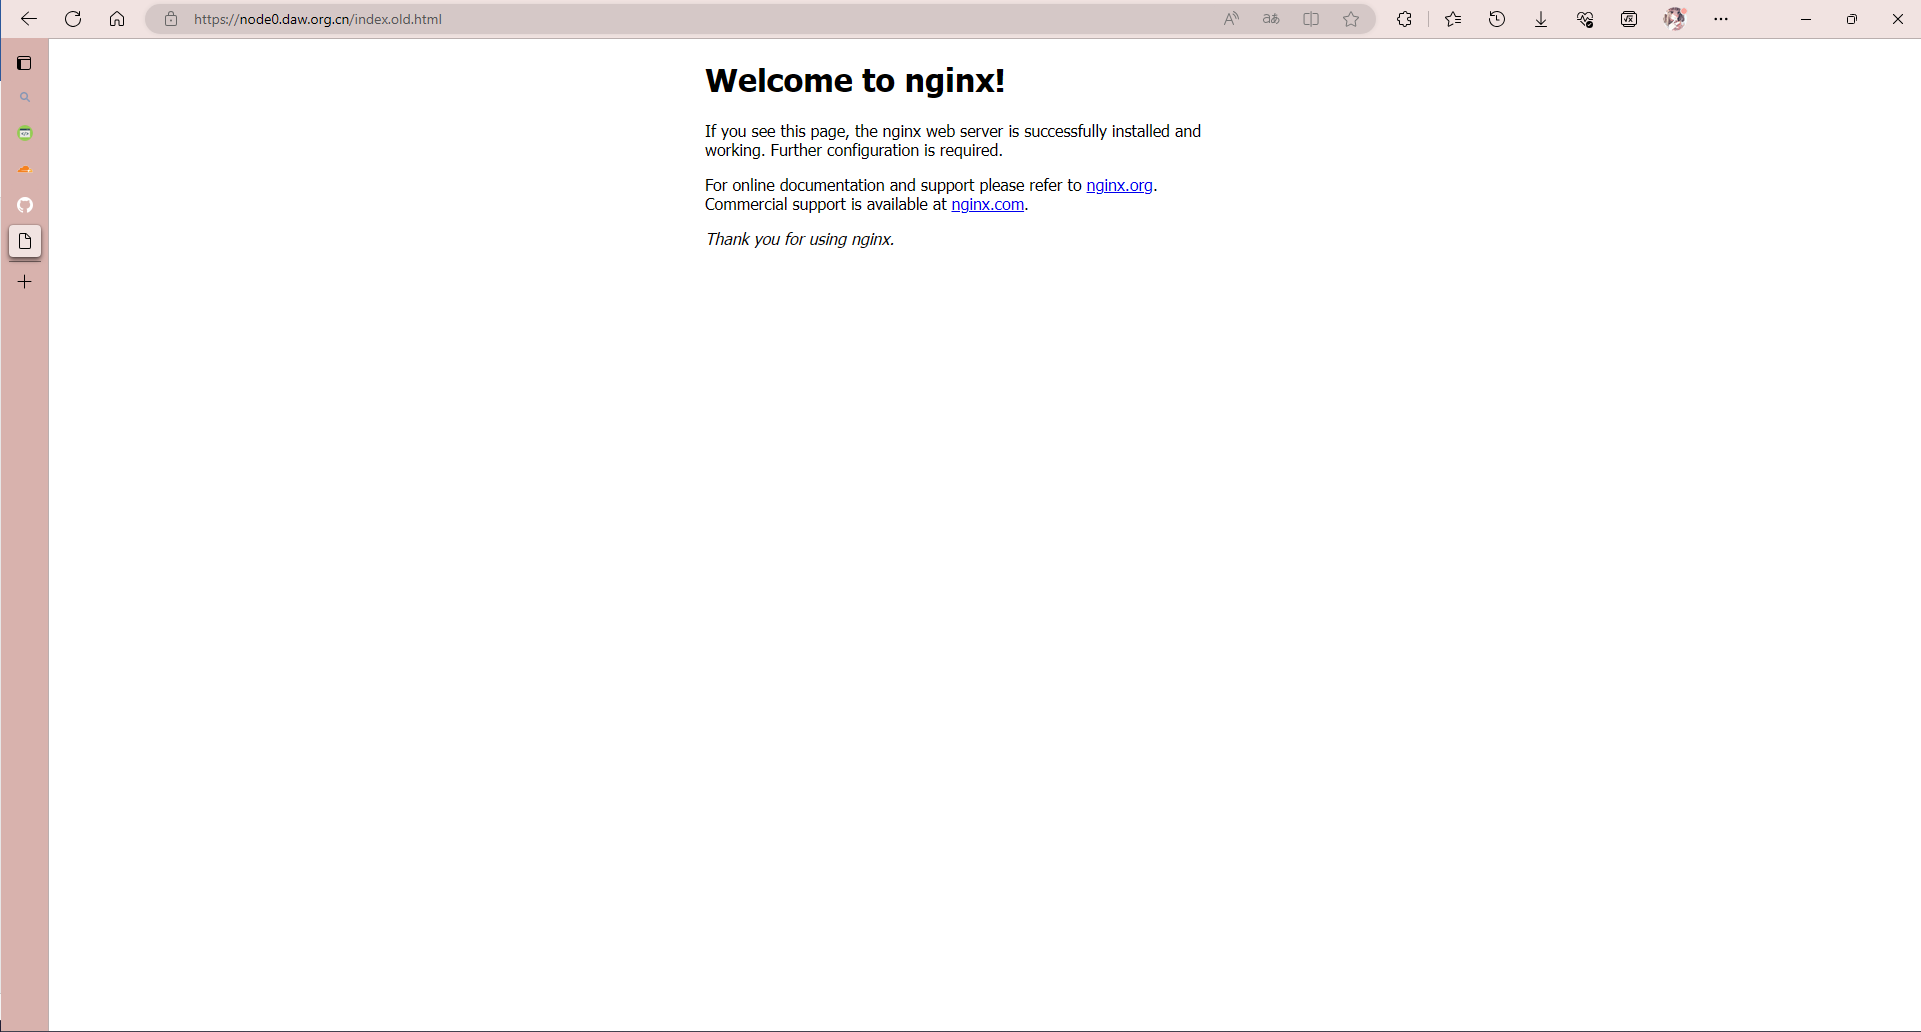 https://node0.daw.org.cn/index.old.html
Welcome to nginx!
If you see this page, the nginx web server is successfully installed and
working. Further configuration is required.
For online documentation and support please refer to nginx.org.
Commercial support is available at nginx.com.
Thank you for using nginx.